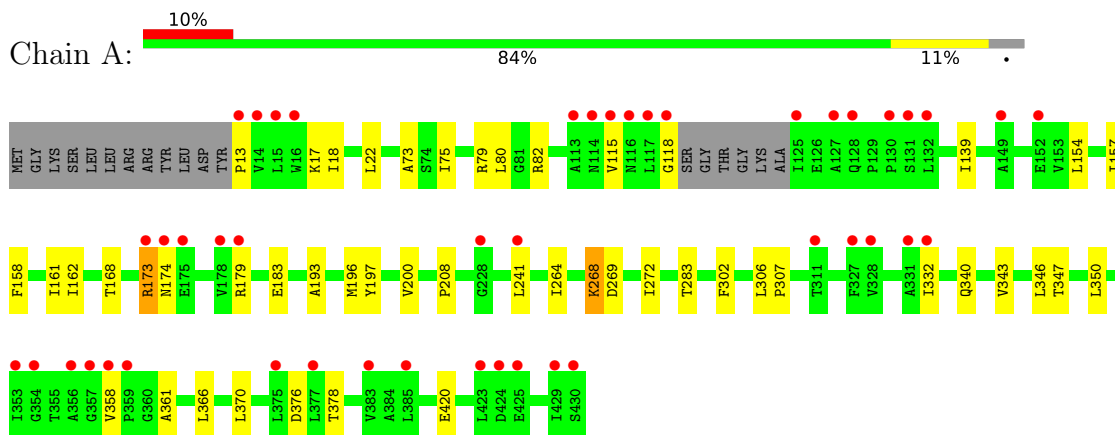 10%
Chain A:
84% 11% •
MET GLY LYS SER LEU LEU ARG ARG TYR LEU ASP TYR P13 V14 L15 W16 K17 I18 L22 A73 S74 I75 R79 L80 G81 R82 A113 N114 V115 N116 L117 G118 SER GLY THR GLY LYS ALA I125 E126 A127 Q128 P129 P130 S131 L132 I139 A149 E152 V153 L154 I157
F158 I161 I162 T168 R173 N174 E175 V178 R179 E183 A193 M196 Y197 V200 P208 G228 L241 I264 K268 D269 I272 T283 F302 L306 P307 T311 F327 V328 A331 I332 Q340 V343 L346 T347 L350
I353 G354 T355 A356 G357 V358 P359 G360 A361 L366 L370 L375 D376 L377 T378 V383 A384 L385 E420 L423 D424 E425 I429 S430